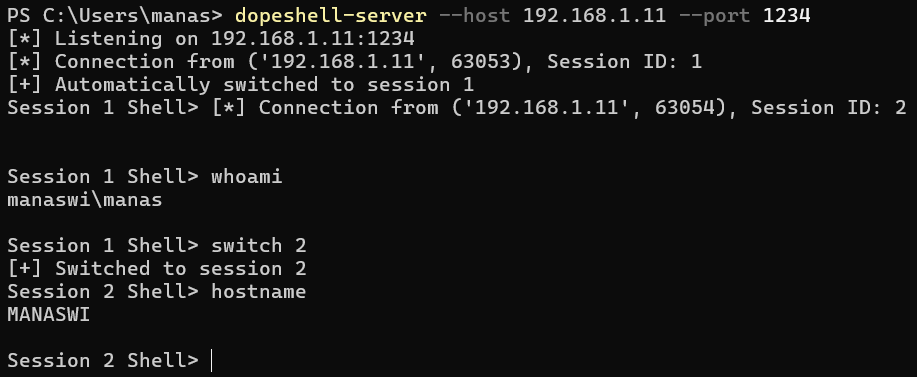 PS C:\Users\manas> dopeshell-server --host 192.168.1.11 --port 1234
[*] Listening on 192.168.1.11:1234
[*] Connection from ('192.168.1.11', 63053), Session ID: 1
[+] Automatically switched to session 1
Session 1 Shell> [*] Connection from ('192.168.1.11', 63054), Session ID: 2
Session 1 Shell> whoami
manaswi\manas
Session 1 Shell> switch 2
[+] Switched to session 2
Session 2 Shell> hostname
MANASWI
Session 2 Shell>